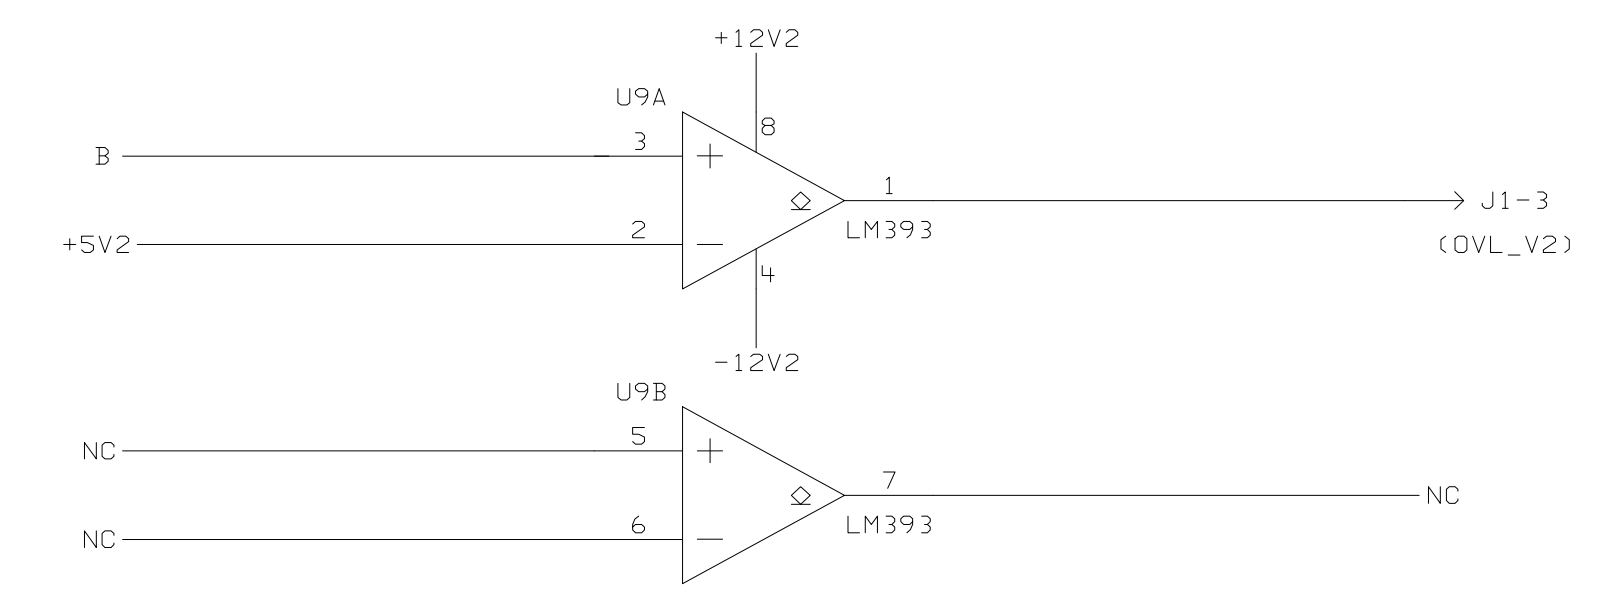 +12V2
U9A
8
3
B
+
1
J1-3
LM393
2
+5V2
−
(OVL_V2)
4
-12V2
U9B
5
NC
+
7
NC
LM393
6
NC
−